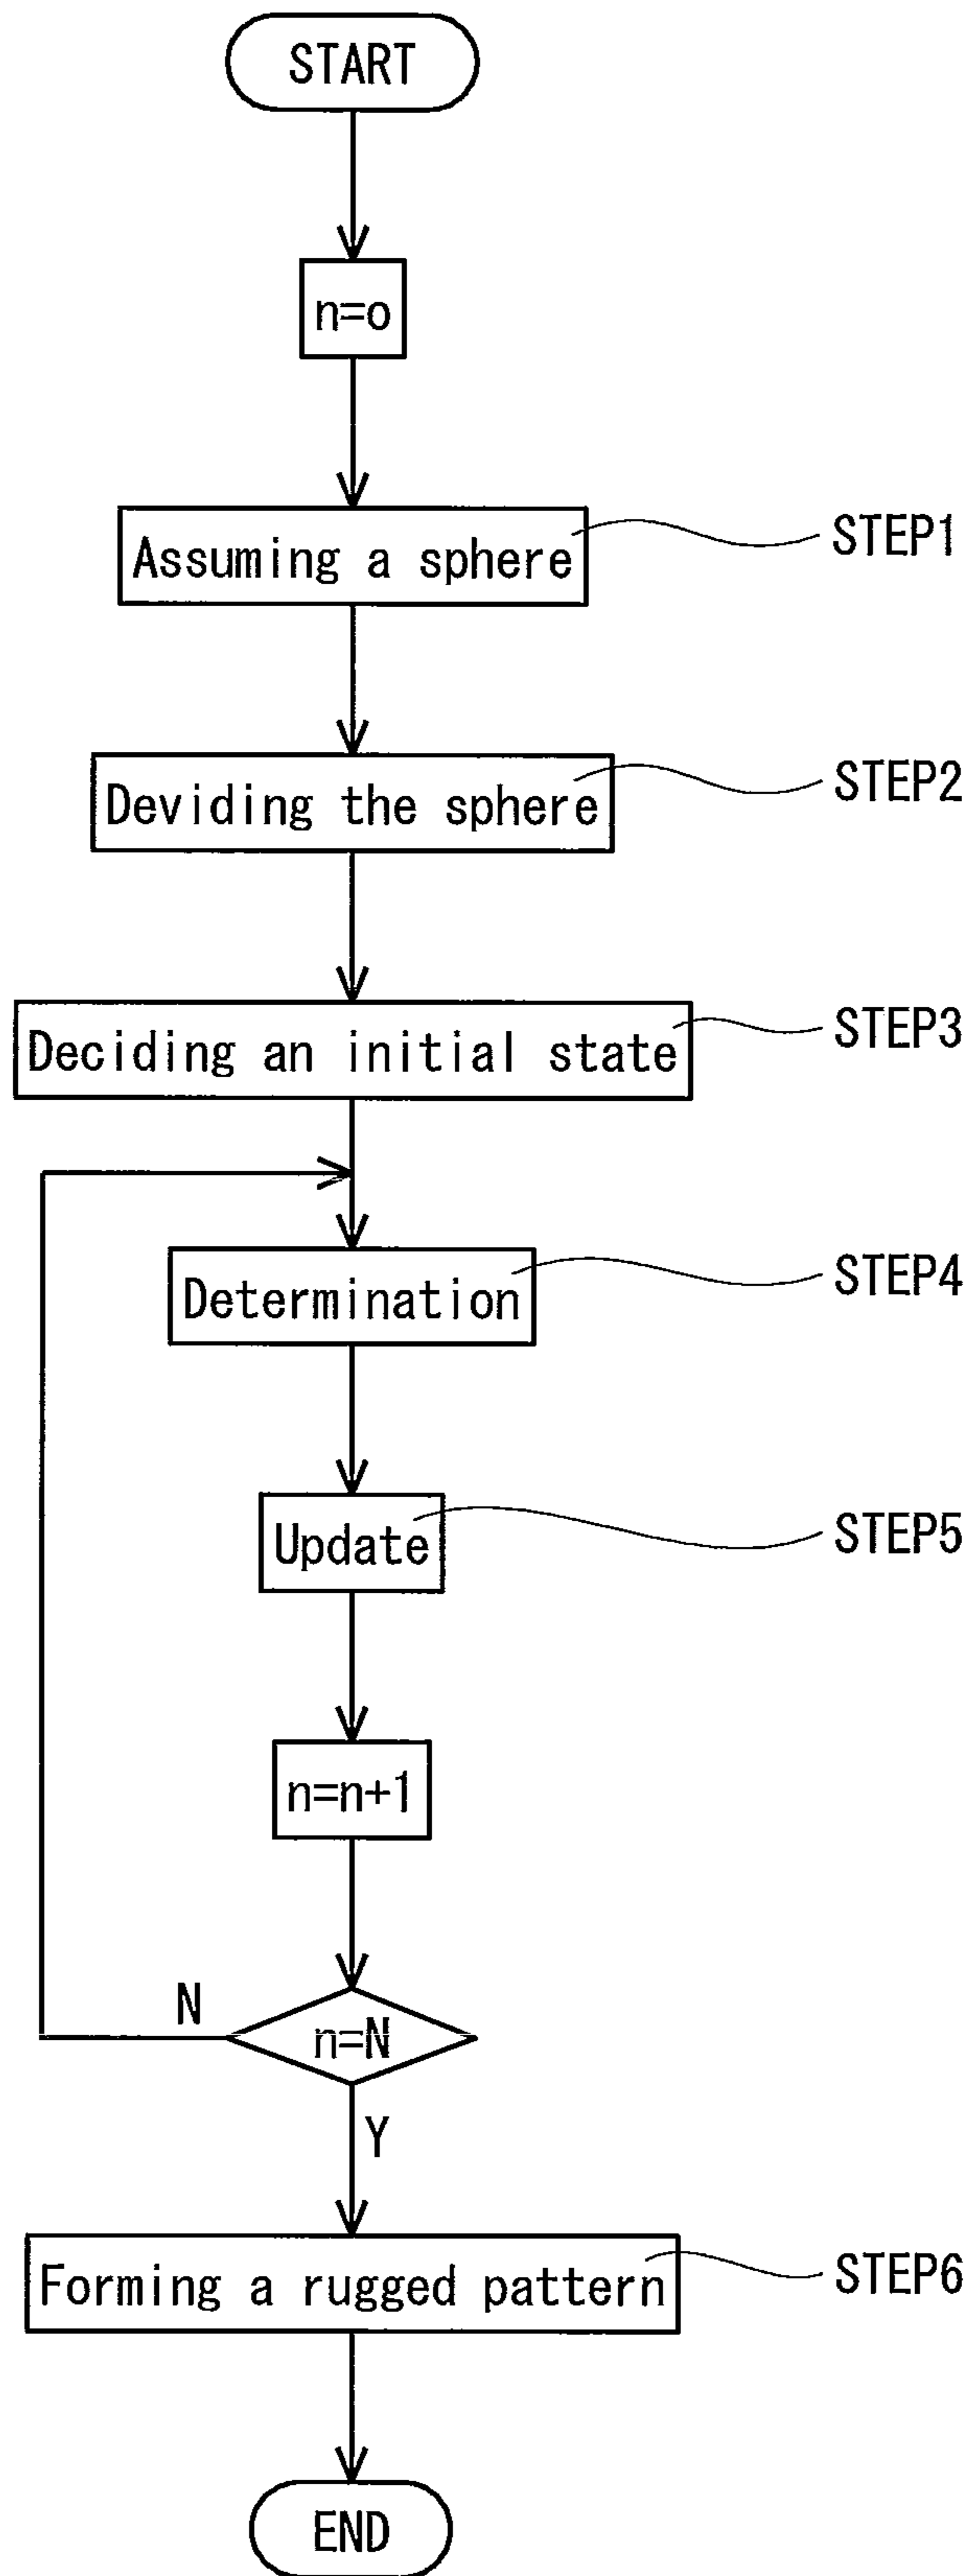 START
n=o
Assuming a sphere
STEP1
Deviding the sphere
STEP2
Deciding an initial state
STEP3
Determination
STEP4
Update
STEP5
n=n+1
n=N
N
Y
Forming a rugged pattern
STEP6
END